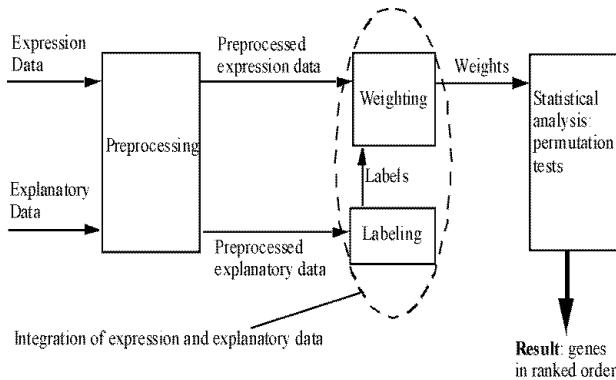 Expression
Data
Preprocessed
expression data
Weights
Weighting
Statistical
analysis:
permutation
tests
Preprocessing
Explanatory
Data
Labels
Labeling
Preprocessed
explanatory data
Integration of expression and explanatory data
Result: genes
in ranked order